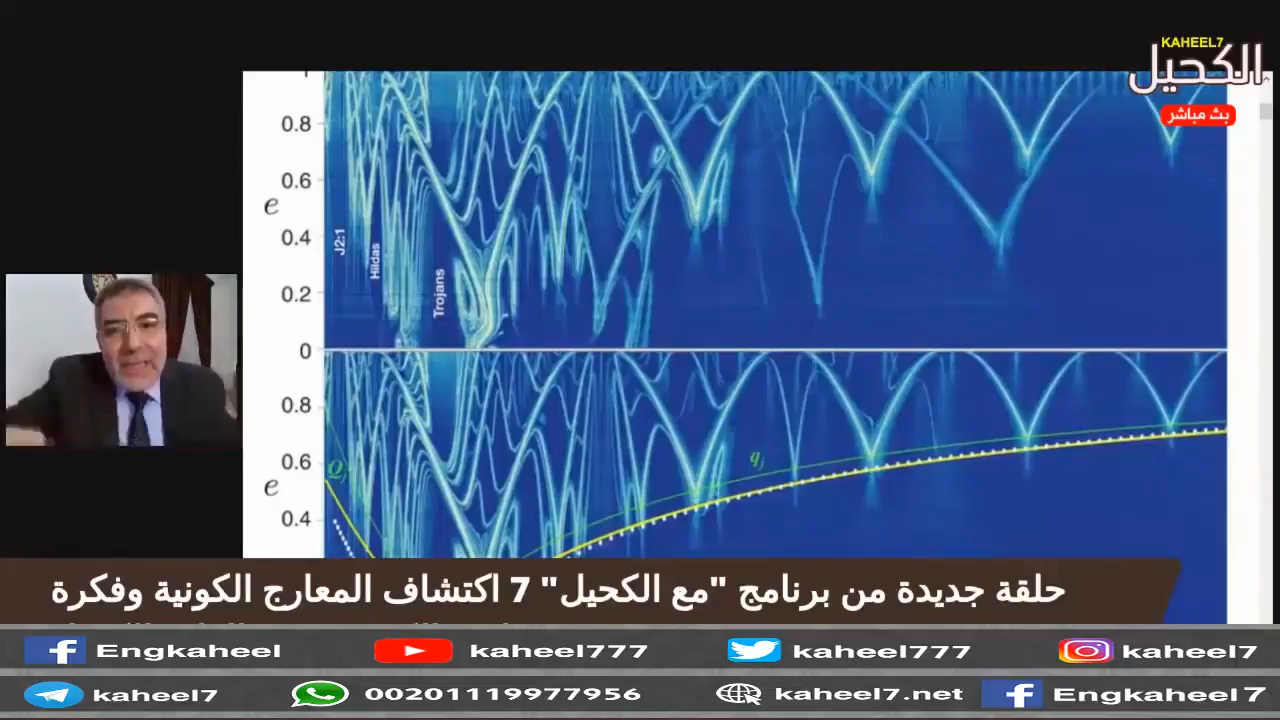 KAHEEL7
الكحيل
بث مباشر
0.8
0.6
e
0.4
0.2
0
J2:1
Hildas
Trojans
0.8
0.6
e
0.4
Qj
qj
حلقة جديدة من برنامج "مع الكحيل" 7 اكتشاف المعارج الكونية وفكرة
Engkaheel kaheel777 kaheel777 kaheel7
kaheel7 00201119977956 kaheel7.net Engkaheel7